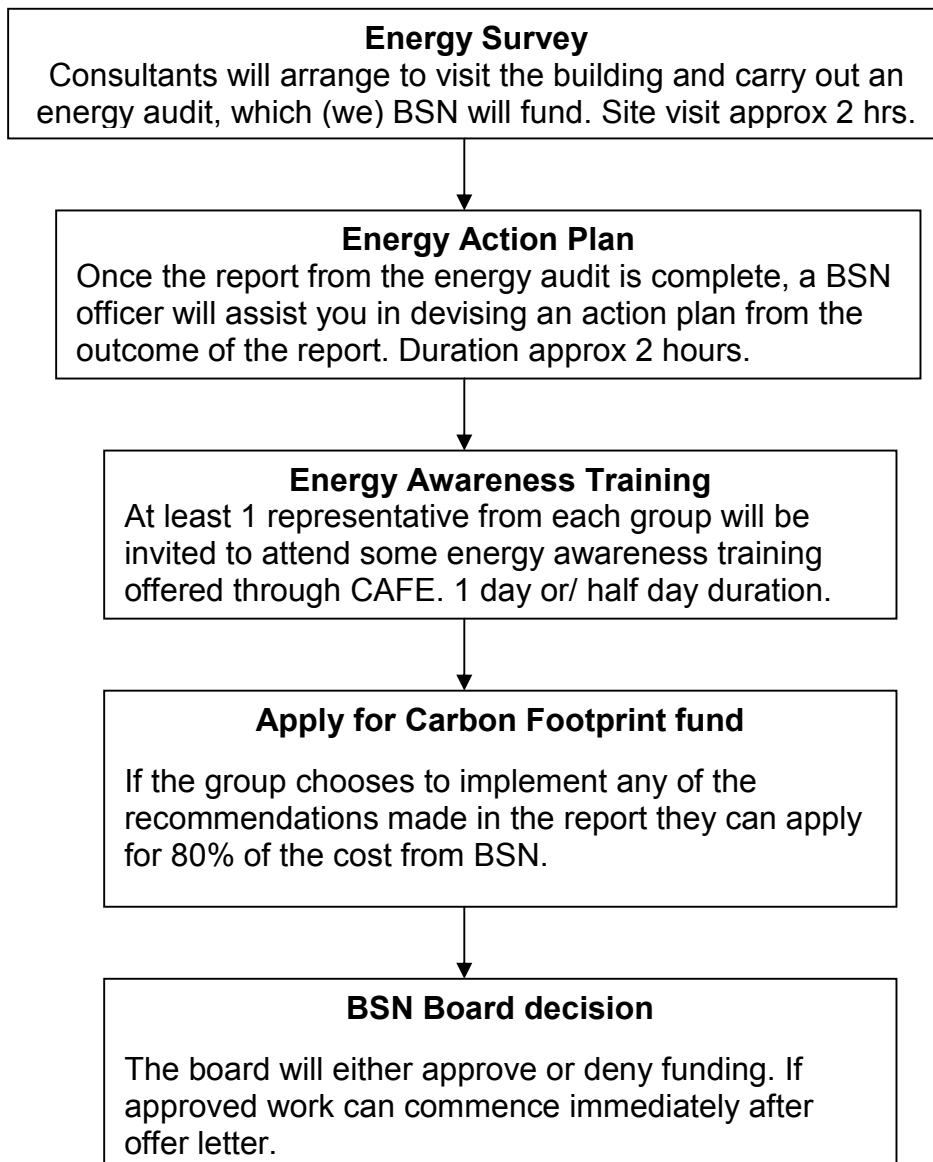 Energy Survey
Consultants will arrange to visit the building and carry out an
energy audit, which (we) BSN will fund. Site visit approx 2 hrs.
Energy Action Plan
Once the report from the energy audit is complete, a BSN
officer will assist you in devising an action plan from the
outcome of the report. Duration approx 2 hours.
Energy Awareness Training
At least 1 representative from each group will be
invited to attend some energy awareness training
offered through CAFE. 1 day or/ half day duration.
Apply for Carbon Footprint fund
If the group chooses to implement any of the
recommendations made in the report they can apply
for 80% of the cost from BSN.
BSN Board decision
The board will either approve or deny funding. If
approved work can commence immediately after
offer letter.